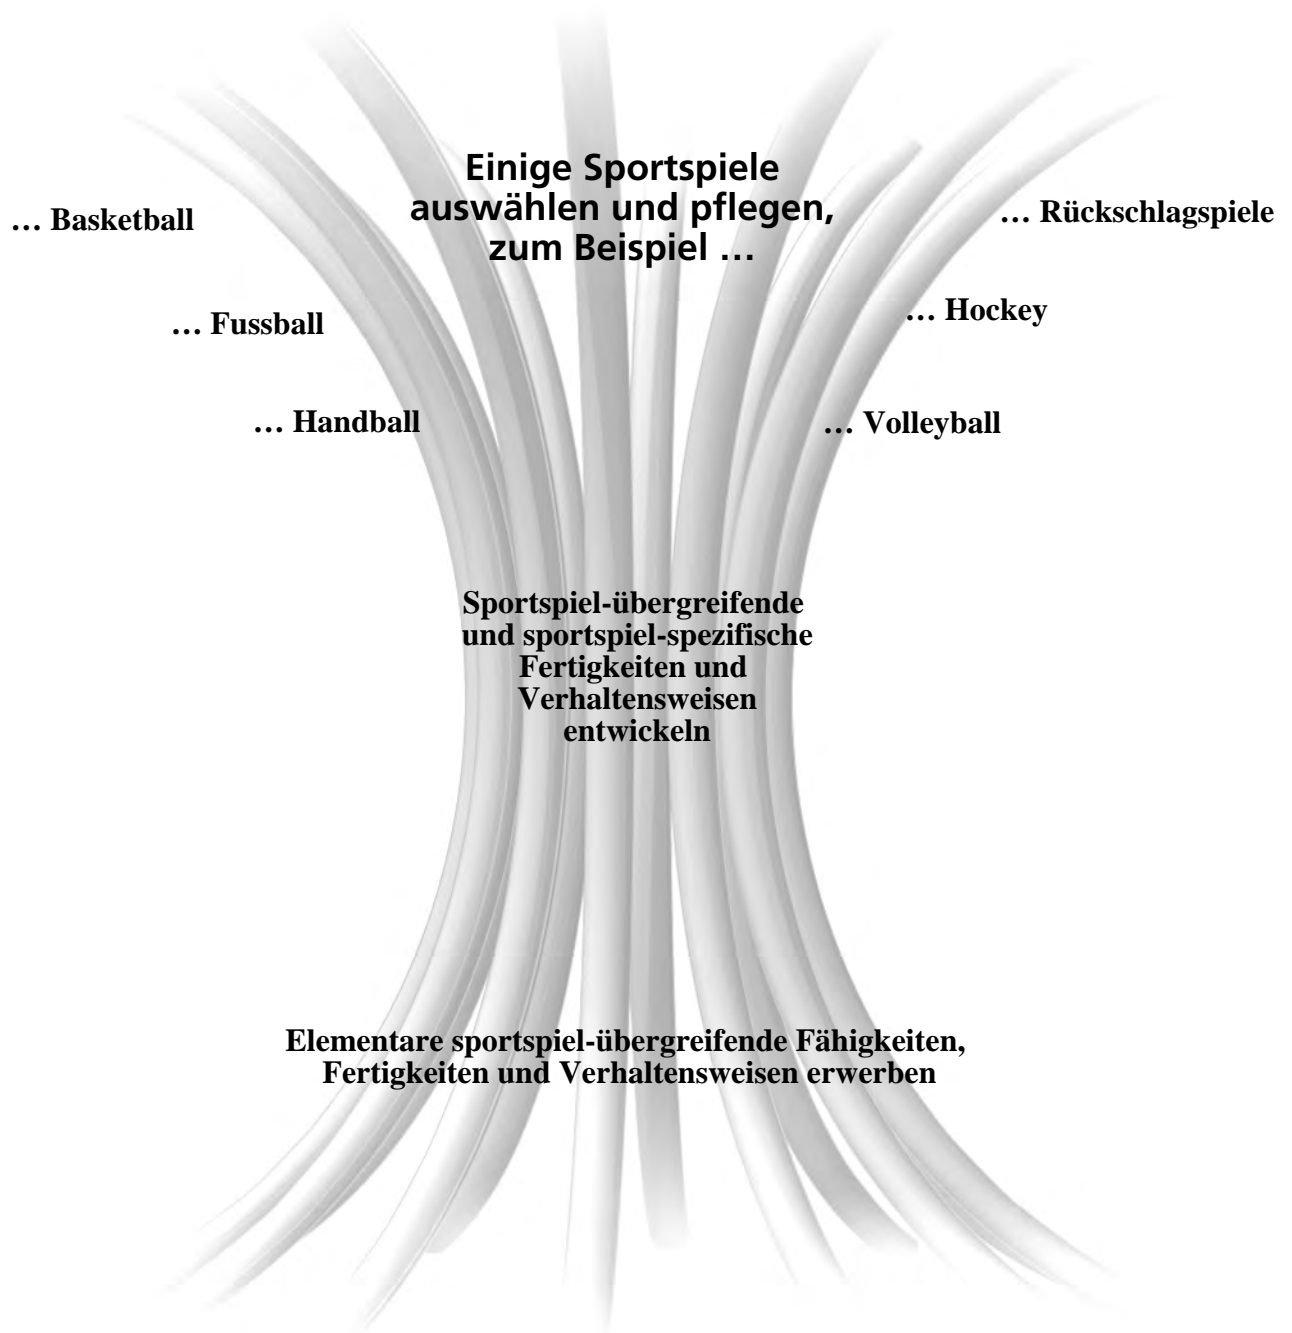 Einige Sportspiele
auswählen und pflegen,
zum Beispiel …
… Basketball
… Rückschlagspiele
… Fussball
… Hockey
… Handball
… Volleyball
Sportspiel-übergreifende
und sportspiel-spezifische
Fertigkeiten und
Verhaltensweisen
entwickeln
Elementare sportspiel-übergreifende Fähigkeiten,
Fertigkeiten und Verhaltensweisen erwerben